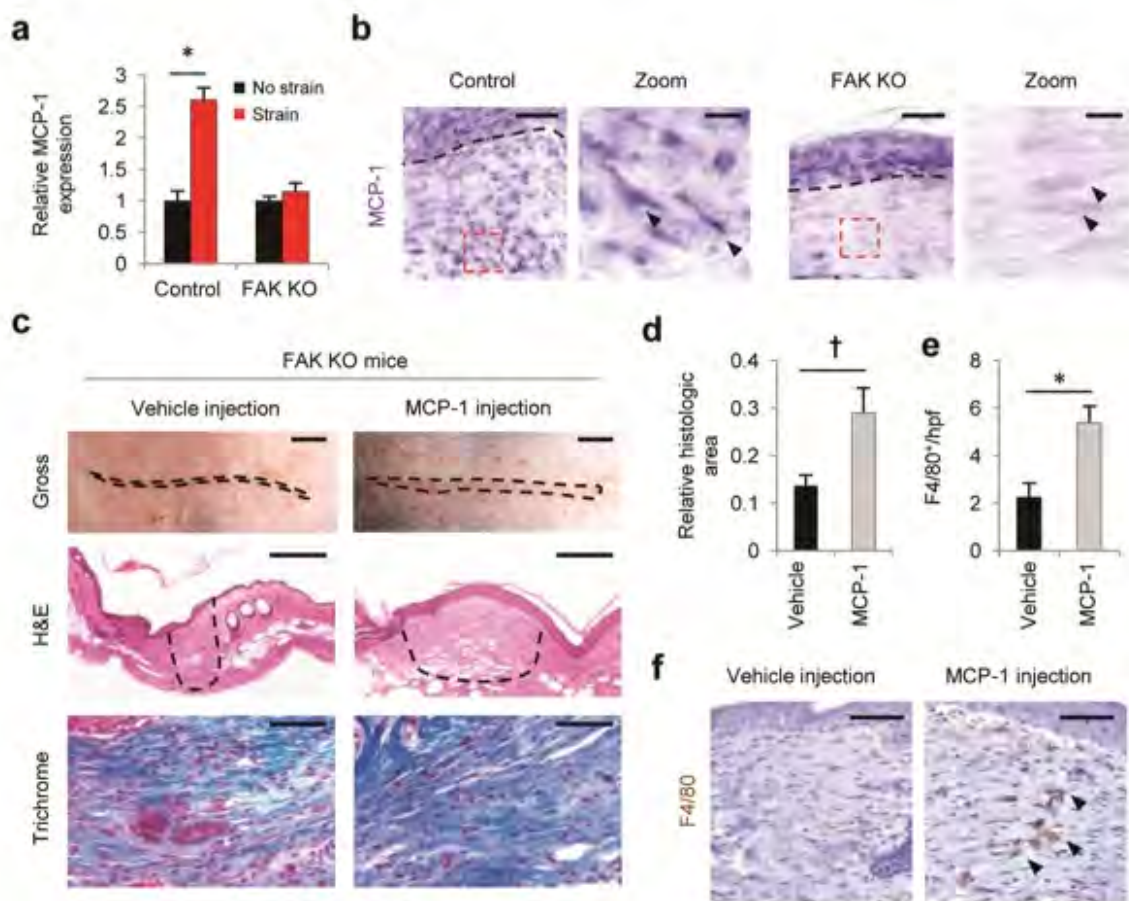 a
*
Relative MCP-1
expression
3
2.5
2
1.5
1
0.5
0
No strain
Strain
Control
FAK KO
b
Control
Zoom
FAK KO
Zoom
MCP-1
c
FAK KO mice
Vehicle injection
MCP-1 injection
Gross
H&E
Trichrome
d
†
Relative histologic
area
0.4
0.3
0.2
0.1
0
Vehicle
MCP-1
e
*
F4/80⁺/hpf
8
6
4
2
0
Vehicle
MCP-1
f
Vehicle injection
MCP-1 injection
F4/80